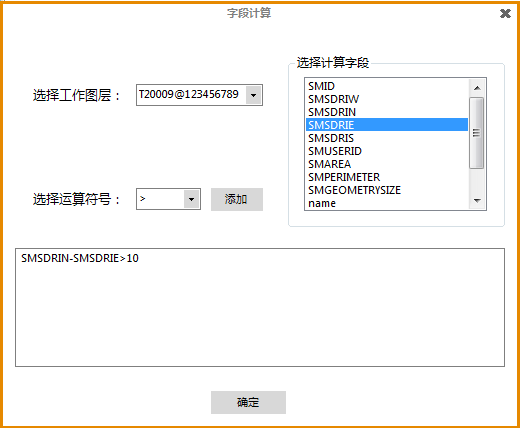 字段计算
选择计算字段
选择工作图层：
T20009@123456789
SMID
SMSDRIW
SMSDRIN
SMSDRIE
SMSDRIS
SMUSERID
SMAREA
SMPERIMETER
SMGEOMETRYSIZE
name
选择运算符号：
>
添加
SMSDRIN-SMSDRIE>10
确定